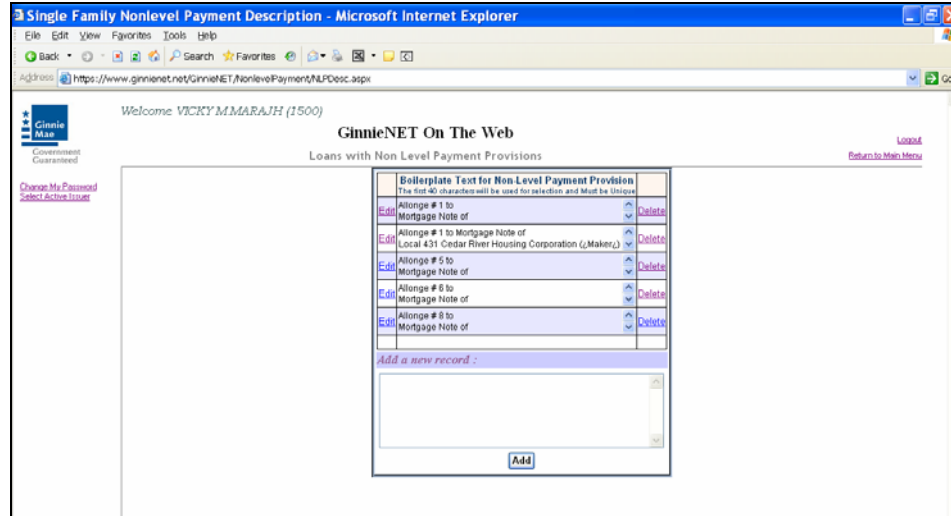 Single Family Nonlevel Payment Description - Microsoft Internet Explorer
File Edit View Favorites Tools Help
Back Search Favorites
Address https://www.ginnienet.net/GinnieNET/NonlevelPayment/NLPDesc.aspx Go
Welcome VICKY M MARAJH (1500)
Ginnie
Mae
Government
Guaranteed
GinnieNET On The Web
Loans with Non Level Payment Provisions
Logout
Return to Main Menu
Change My Password
Select Active Issuer
Boilerplate Text for Non-Level Payment Provision
The first 40 characters will be used for selection and Must be Unique
Edit Allonge # 1 to Delete
Mortgage Note of
Edit Allonge # 1 to Mortgage Note of Delete
Local 431 Cedar River Housing Corporation (¿Maker¿)
Edit Allonge # 5 to Delete
Mortgage Note of
Edit Allonge # 6 to Delete
Mortgage Note of
Edit Allonge # 8 to Delete
Mortgage Note of
Add a new record :
Add